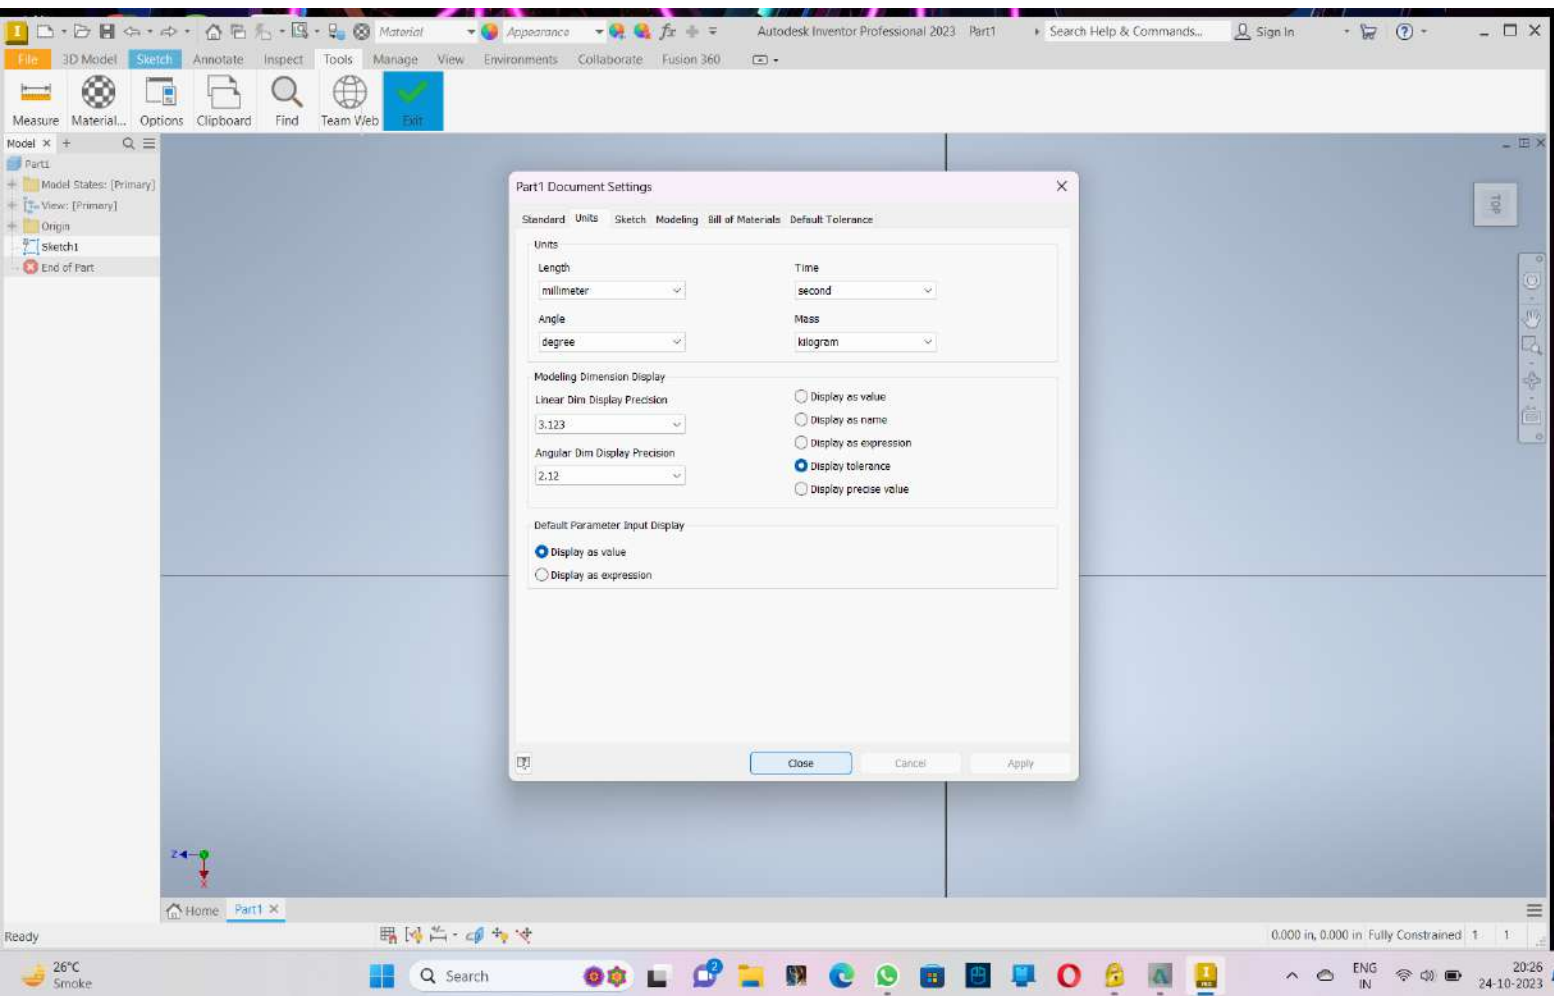 Material Appearance fx Autodesk Inventor Professional 2023 Part1 Search Help & Commands... Sign In
File 3D Model Sketch Annotate Inspect Tools Manage View Environments Collaborate Fusion 360
Measure Material... Options Clipboard Find Team Web Exit
Model
Part1
Model States: [Primary]
View: [Primary]
Origin
Sketch1
End of Part
TOP
Part1 Document Settings
Standard Units Sketch Modeling Bill of Materials Default Tolerance
Units
Length Time
millimeter second
Angle Mass
degree kilogram
Modeling Dimension Display
Linear Dim Display Precision
3.123
Angular Dim Display Precision
2.12
Display as value
Display as name
Display as expression
Display tolerance
Display precise value
Default Parameter Input Display
Display as value
Display as expression
Close Cancel Apply
Z
X
Home Part1
Ready 0.000 in, 0.000 in Fully Constrained 1 1
26°C
Smoke
Search
2
PRO
ENG
IN
20:26
24-10-2023